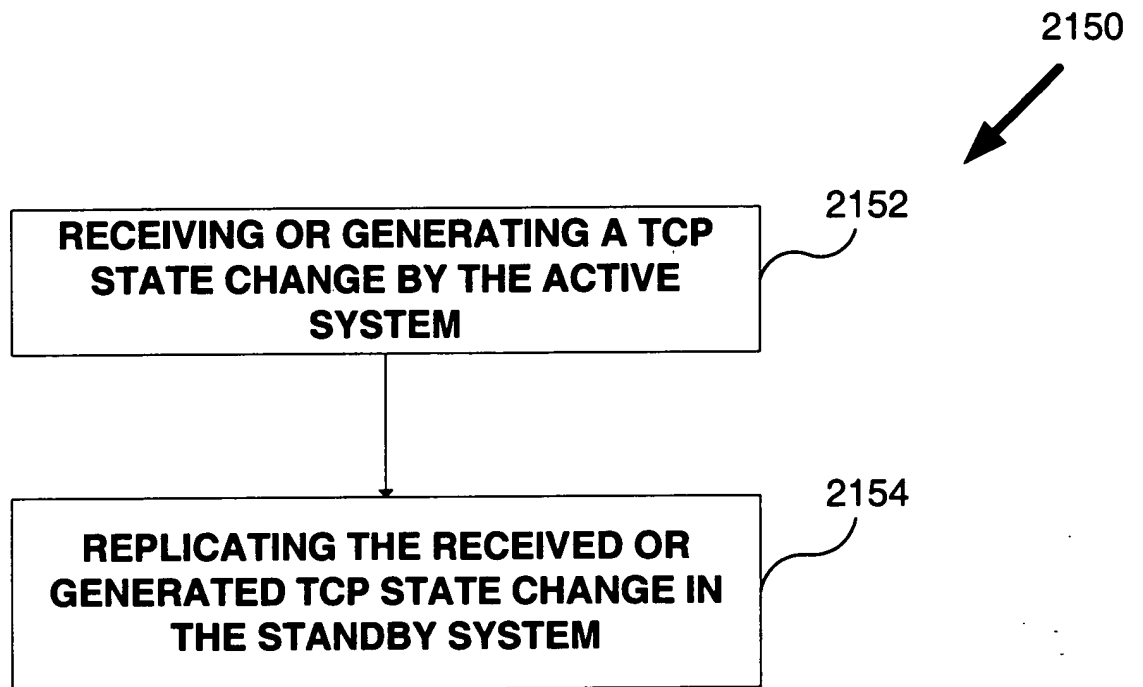 2150
2152
RECEIVING OR GENERATING A TCP
STATE CHANGE BY THE ACTIVE
SYSTEM
2154
REPLICATING THE RECEIVED OR
GENERATED TCP STATE CHANGE IN
THE STANDBY SYSTEM